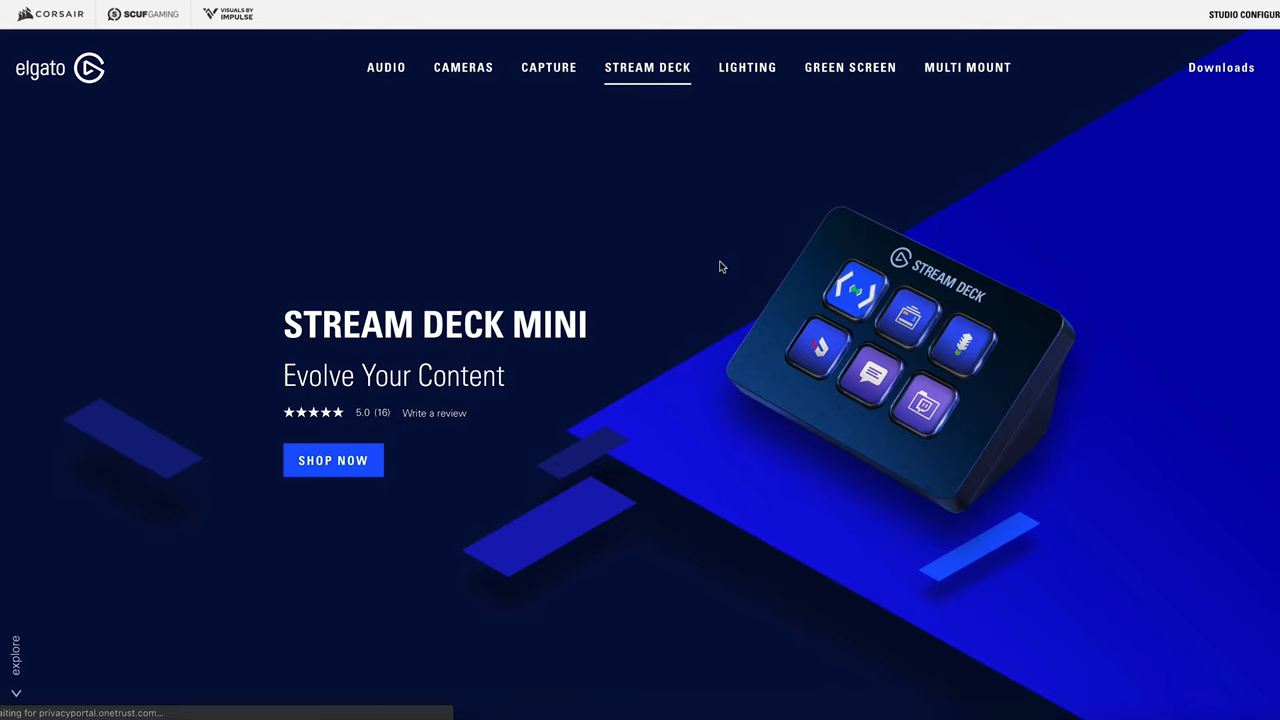 CORSAIR
SCUFGAMING
VISUALS BY
IMPULSE
STUDIO CONFIGUR
elgato
AUDIO
CAMERAS
CAPTURE
STREAM DECK
LIGHTING
GREEN SCREEN
MULTI MOUNT
Downloads
STREAM DECK
STREAM DECK MINI
Evolve Your Content
★★★★★ 5.0 (16) Write a review
SHOP NOW
explore
aiting for privacyportal.onetrust.com...